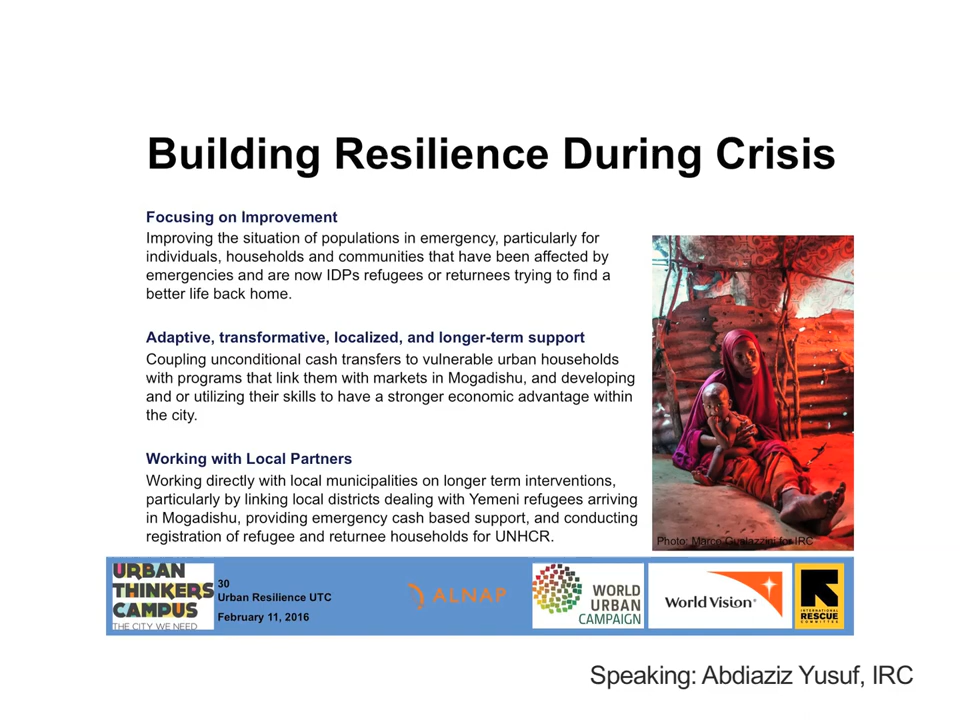 Building Resilience During Crisis
Focusing on Improvement
Improving the situation of populations in emergency, particularly for
individuals, households and communities that have been affected by
emergencies and are now IDPs refugees or returnees trying to find a
better life back home.
Adaptive, transformative, localized, and longer-term support
Coupling unconditional cash transfers to vulnerable urban households
with programs that link them with markets in Mogadishu, and developing
and or utilizing their skills to have a stronger economic advantage within
the city.
Working with Local Partners
Working directly with local municipalities on longer term interventions,
particularly by linking local districts dealing with Yemeni refugees arriving
in Mogadishu, providing emergency cash based support, and conducting
registration of refugee and returnee households for UNHCR.
Photo: Marco Gualazzini for IRC
URBAN
THINKERS
CAMPUS
THE CITY WE NEED
30
Urban Resilience UTC
February 11, 2016
ALNAP
WORLD
URBAN
CAMPAIGN
World Vision
INTERNATIONAL
RESCUE
COMMITTEE
Speaking: Abdiaziz Yusuf, IRC